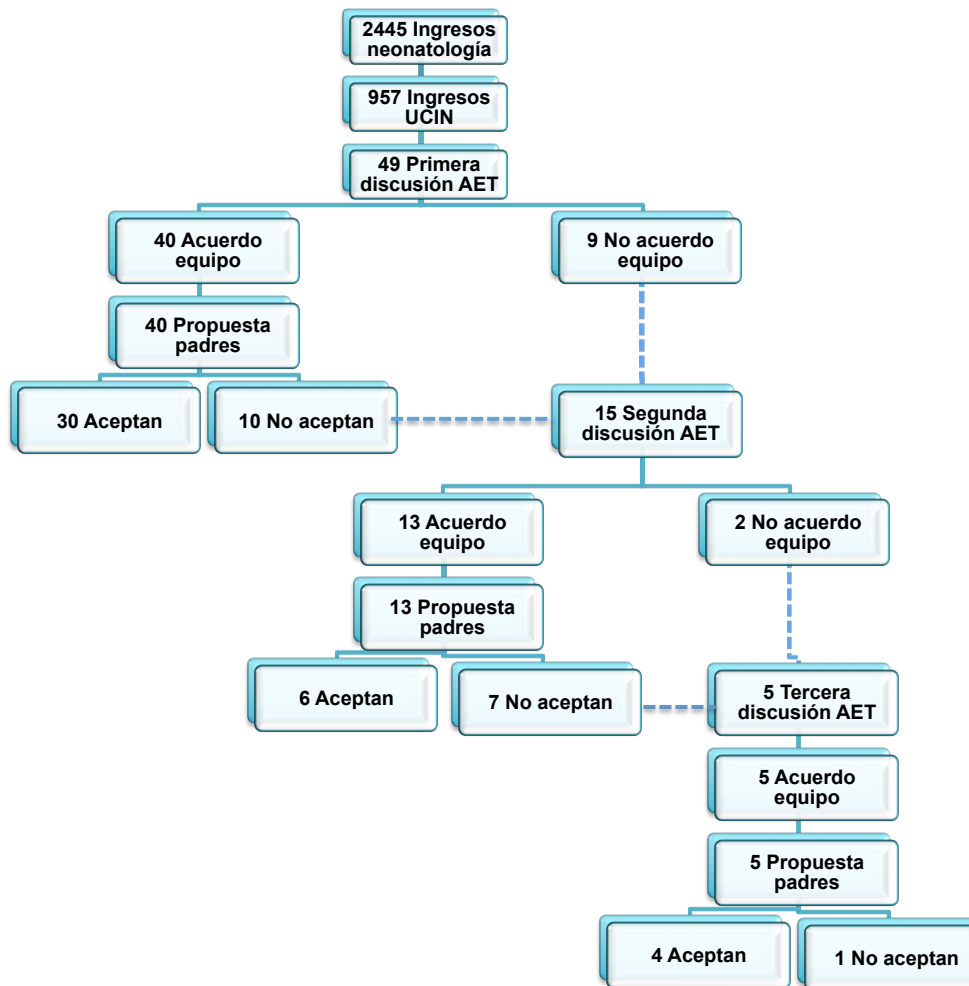 2445 Ingresos
neonatología
957 Ingresos
UCIN
49 Primera
discusión AET
40 Acuerdo
equipo
9 No acuerdo
equipo
40 Propuesta
padres
30 Aceptan
10 No aceptan
15 Segunda
discusión AET
13 Acuerdo
equipo
2 No acuerdo
equipo
13 Propuesta
padres
6 Aceptan
7 No aceptan
5 Tercera
discusión AET
5 Acuerdo
equipo
5 Propuesta
padres
4 Aceptan
1 No aceptan